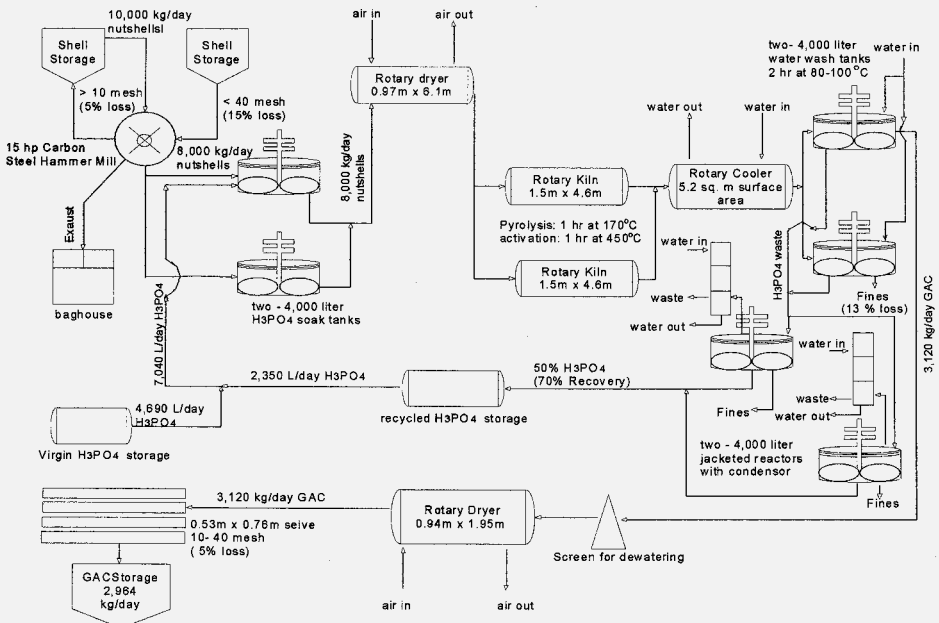 10,000 kg/day
nutshellsl
Shell
Storage
Shell
Storage
> 10 mesh
(5% loss)
< 40 mesh
(15% loss)
15 hp Carbon
Steel Hammer Mill
8,000 kg/day
nutshells
Exaust
baghouse
two - 4,000 liter
H3PO4 soak tanks
8,000 kg/day
nutshells
air in
air out
Rotary dryer
0.97m x 6.1m
Rotary Kiln
1.5m x 4.6m
Pyrolysis: 1 hr at 170°C
activation: 1 hr at 450°C
Rotary Kiln
1.5m x 4.6m
water out
water in
Rotary Cooler
5.2 sq. m surface
area
two- 4,000 liter
water wash tanks
2 hr at 80-100°C
water in
H3PO4 waste
Fines
(13 % loss)
3,120 kg/day GAC
water in
waste
water out
water in
waste
water out
Fines
two - 4,000 liter
jacketed reactors
with condensor
Fines
50% H3PO4
(70% Recovery)
recycled H3PO4 storage
2,350 L/day H3PO4
7,040 L/day H3PO4
4,690 L/day
H3PO4
Virgin H3PO4 storage
3,120 kg/day GAC
0.53m x 0.76m seive
10- 40 mesh
( 5% loss)
GACStorage
2,964
kg/day
Rotary Dryer
0.94m x 1.95m
air in
air out
Screen for dewatering